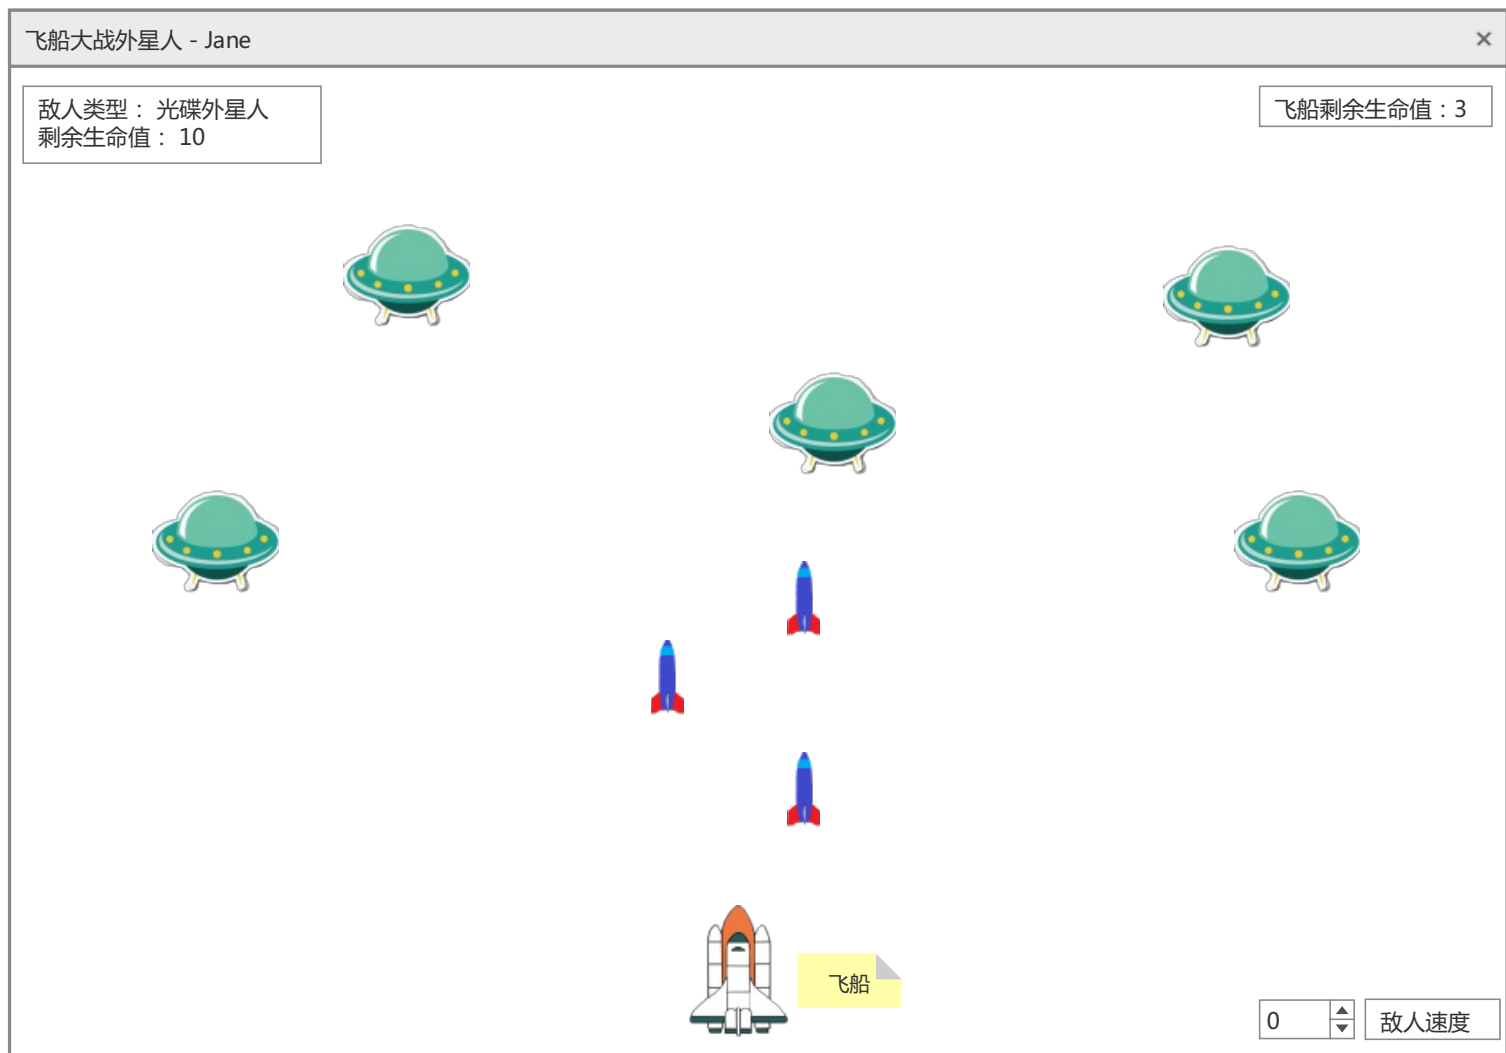 飞船大战外星人 - Jane
敌人类型： 光碟外星人
剩余生命值： 10
飞船剩余生命值：3
飞船
0
敌人速度